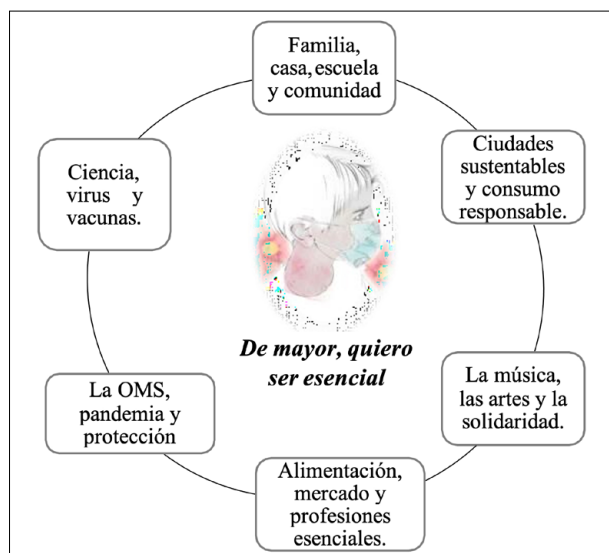 Familia,
casa, escuela
y comunidad
Ciudades
sustentables
y consumo
responsable.
La música,
las artes y la
solidaridad.
Alimentación,
mercado y
profesiones
esenciales.
La OMS,
pandemia y
protección
Ciencia,
virus y
vacunas.
De mayor, quiero
ser esencial